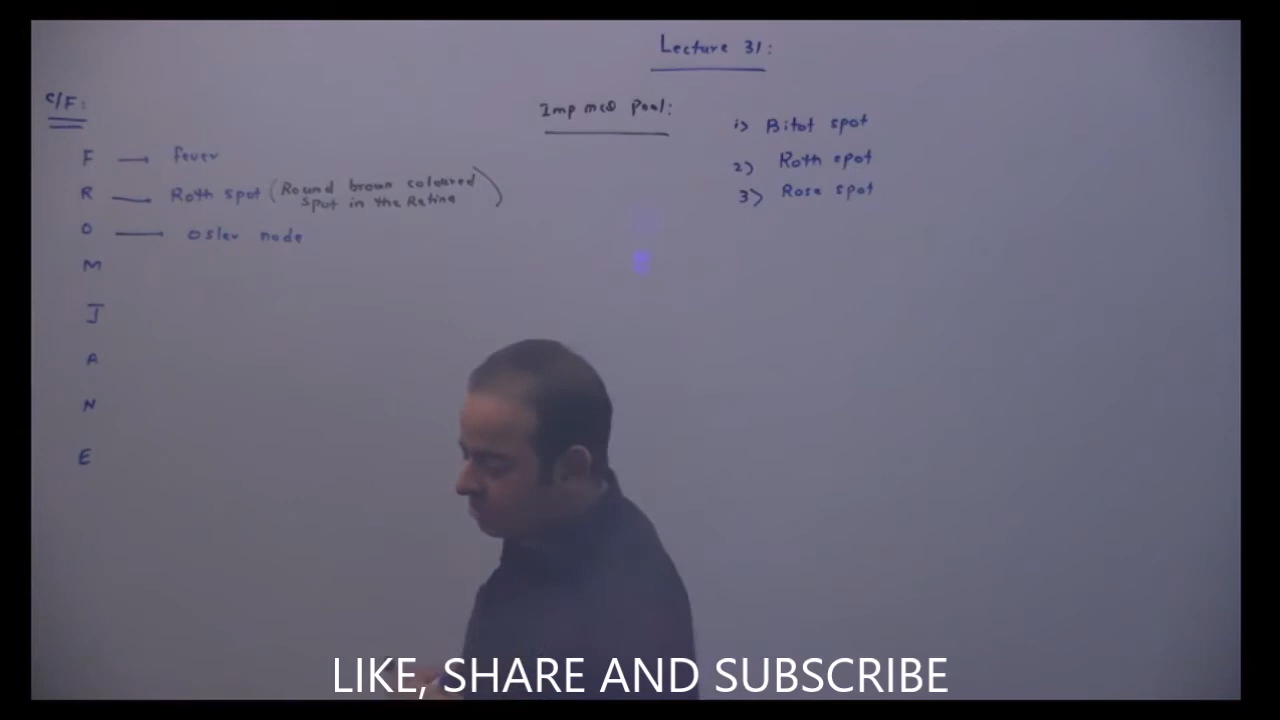 Lecture 31:
C/F:
F → fever
R — Roth spot (Round brown coloured
spot in the Retina)
O — osler node
M
J
A
N
E
Imp mcQ Pool:
1) Bitot spot
2) Roth spot
3) Rose spot
LIKE, SHARE AND SUBSCRIBE